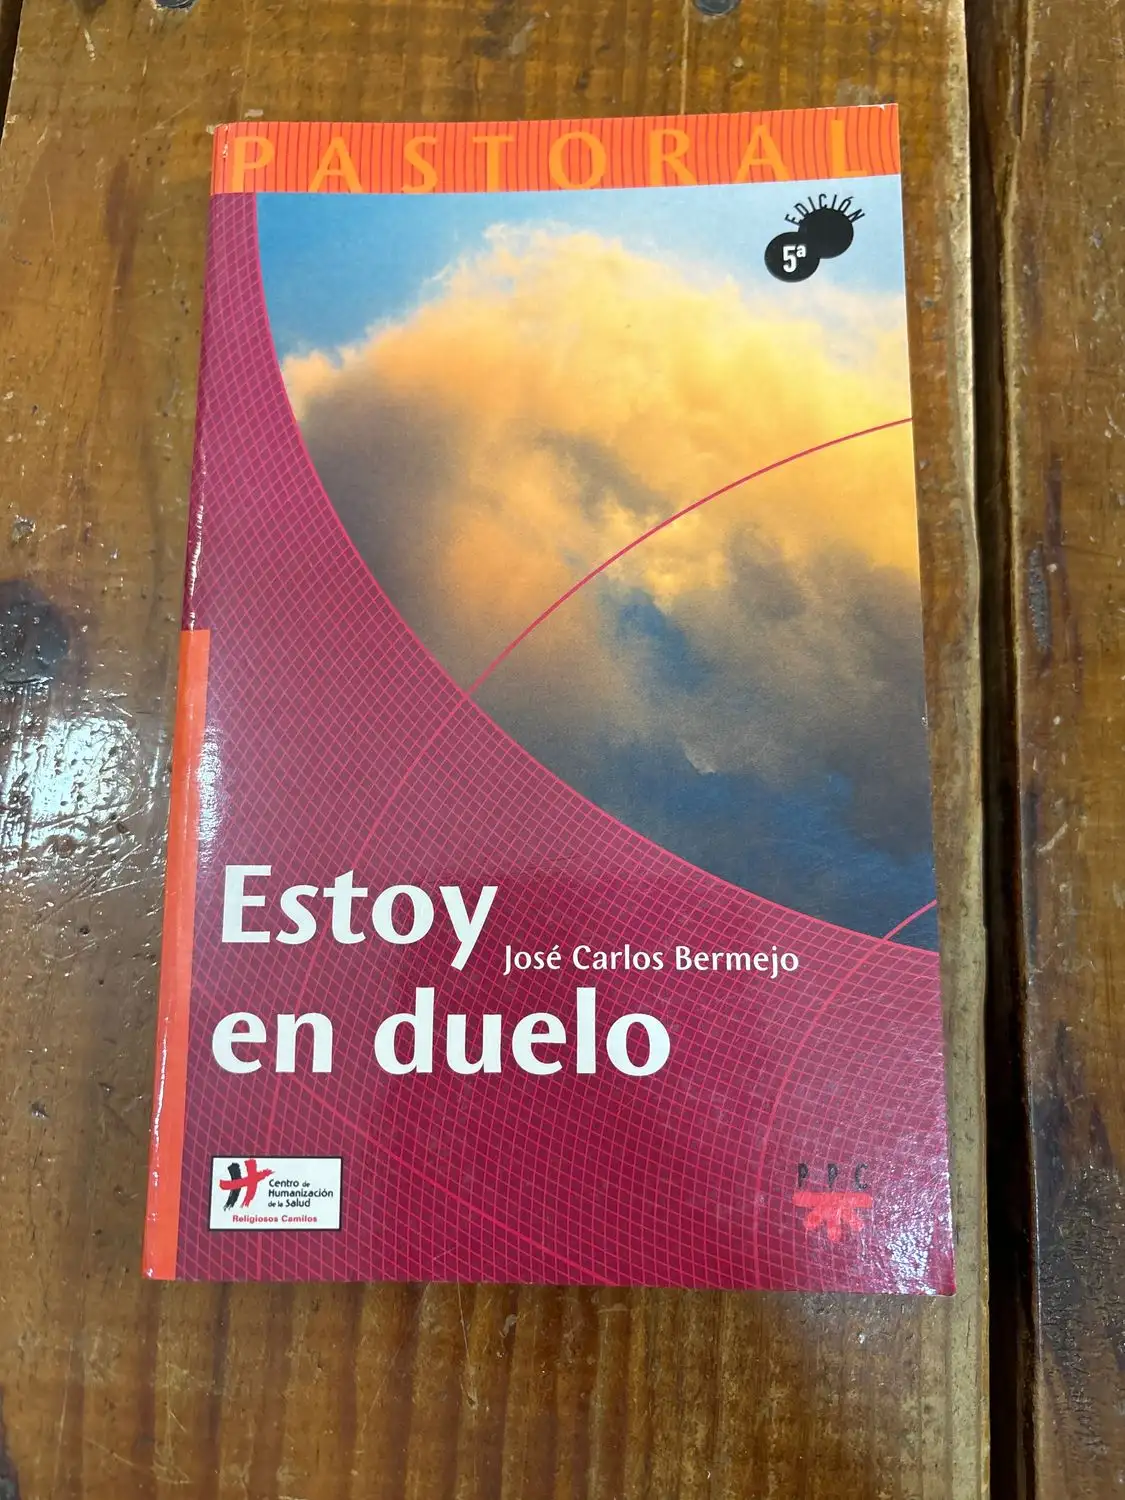 PASTORAL
EDICIÓN
5ª
Estoy
José Carlos Bermejo
en duelo
Centro de
Humanización
de la Salud
Religiosos Camilos
PPC